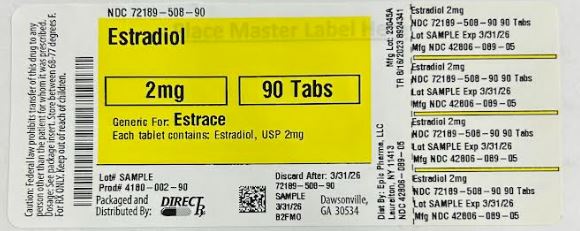 Caution: Federal law prohibits transfer of this drug to any
person other than the patient for whom it was prescribed.
Dosage: See package insert. Store between 68-77 degrees F.
For RX ONLY. Keep out of reach of children.
NDC 72189-508-90
Place Master Label He
Estradiol
2mg
90 Tabs
Generic For: Estrace
Each tablet contains: Estradiol, USP 2mg
Lot# SAMPLE
Prod# 4180-002-90
Packaged and
Distributed By:
DIRECT Rx
Discard After: 3/31/26
72189-508-90
SAMPLE
3/31/26
B2FMO
Dawsonville,
GA 30534
Mfg Lot: 23045A
TR 8/16/2023 8924341
Dist By: Epic Pharma, LLC
Laurelton, NY 11413
NDC 42806-089-05
Estradiol 2mg
NDC 72189-508-90 90 Tabs
Lot SAMPLE Exp 3/31/26
Mfg NDC 42806-089-05
Estradiol 2mg
NDC 72189-508-90 90 Tabs
Lot SAMPLE Exp 3/31/26
Mfg NDC 42806-089-05
Estradiol 2mg
NDC 72189-508-90 90 Tabs
Lot SAMPLE Exp 3/31/26
Mfg NDC 42806-089-05
Estradiol 2mg
NDC 72189-508-90 90 Tabs
Lot SAMPLE Exp 3/31/26
Mfg NDC 42806-089-05